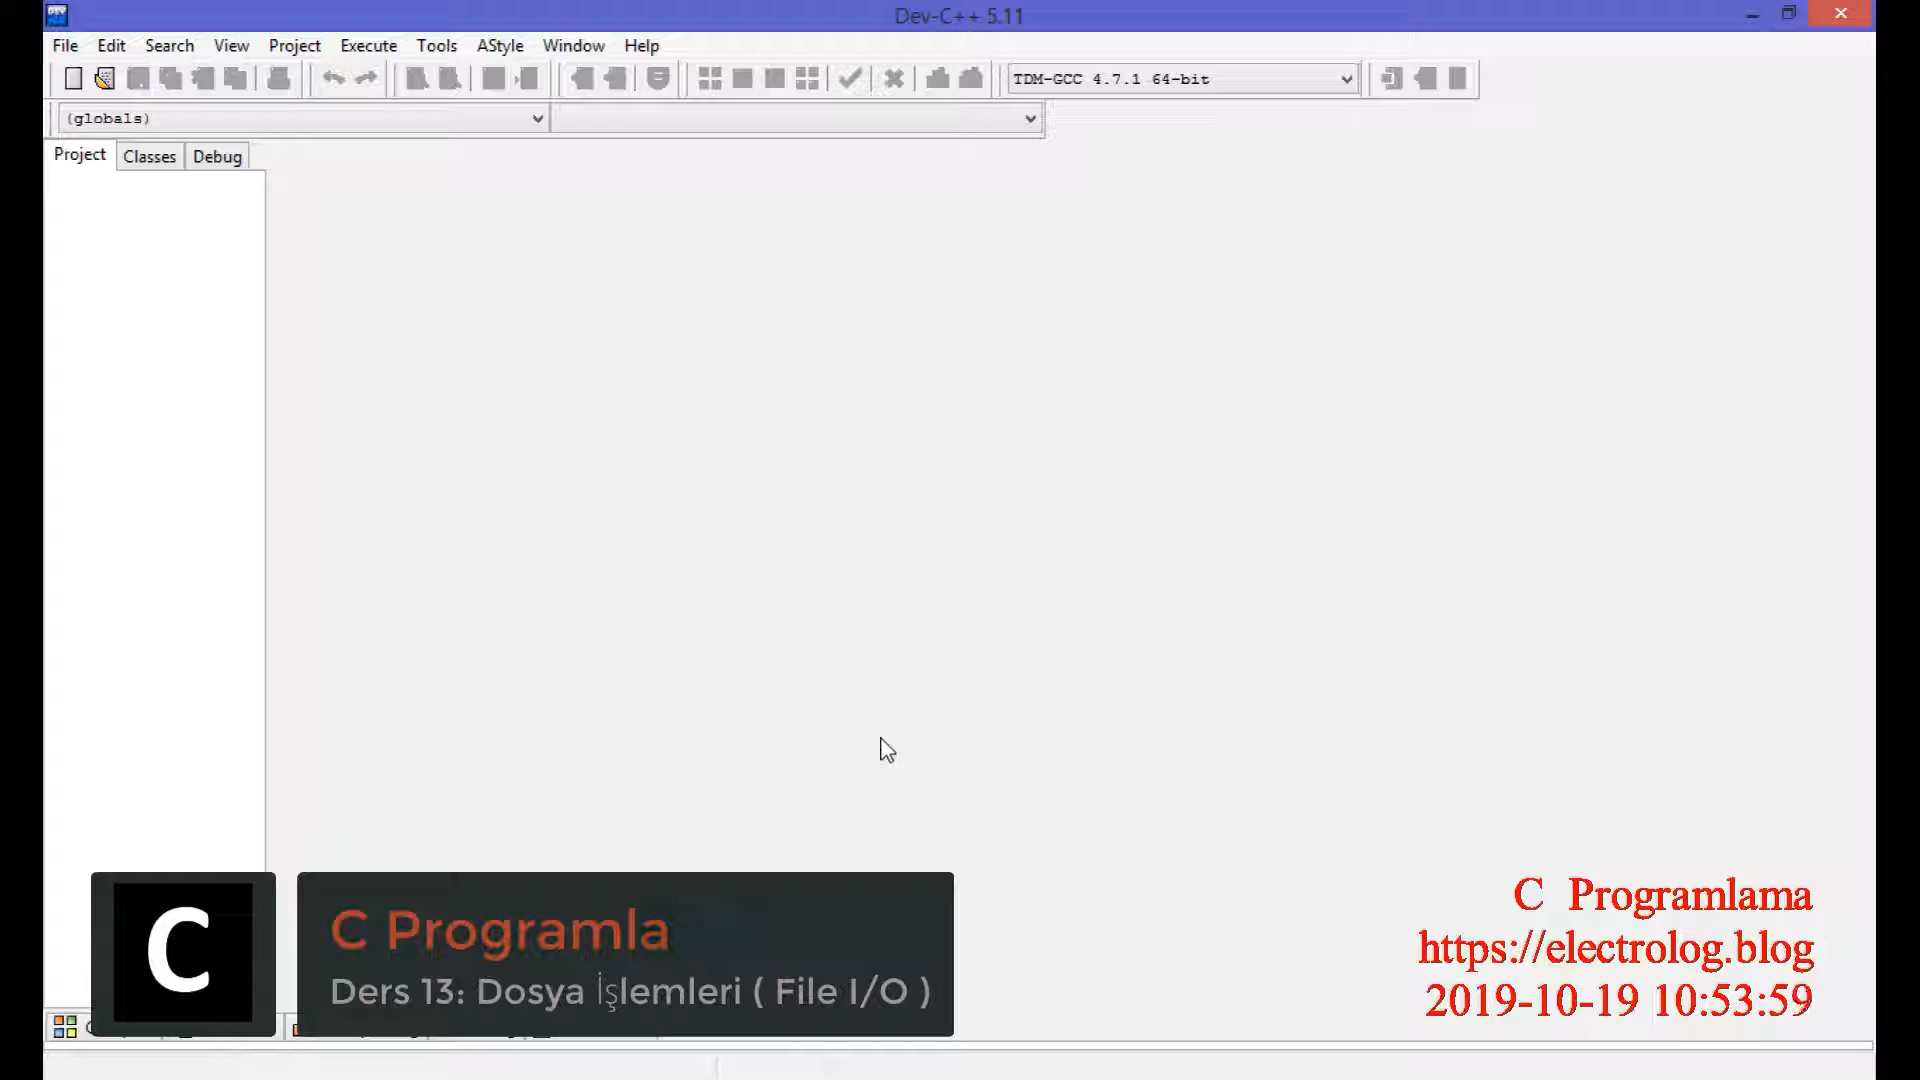 Dev-C++ 5.11
File Edit Search View Project Execute Tools AStyle Window Help
TDM-GCC 4.7.1 64-bit
(globals)
Project Classes Debug
C
C Programla
Ders 13: Dosya İşlemleri ( File I/O )
C Programlama
https://electrolog.blog
2019-10-19 10:53:59